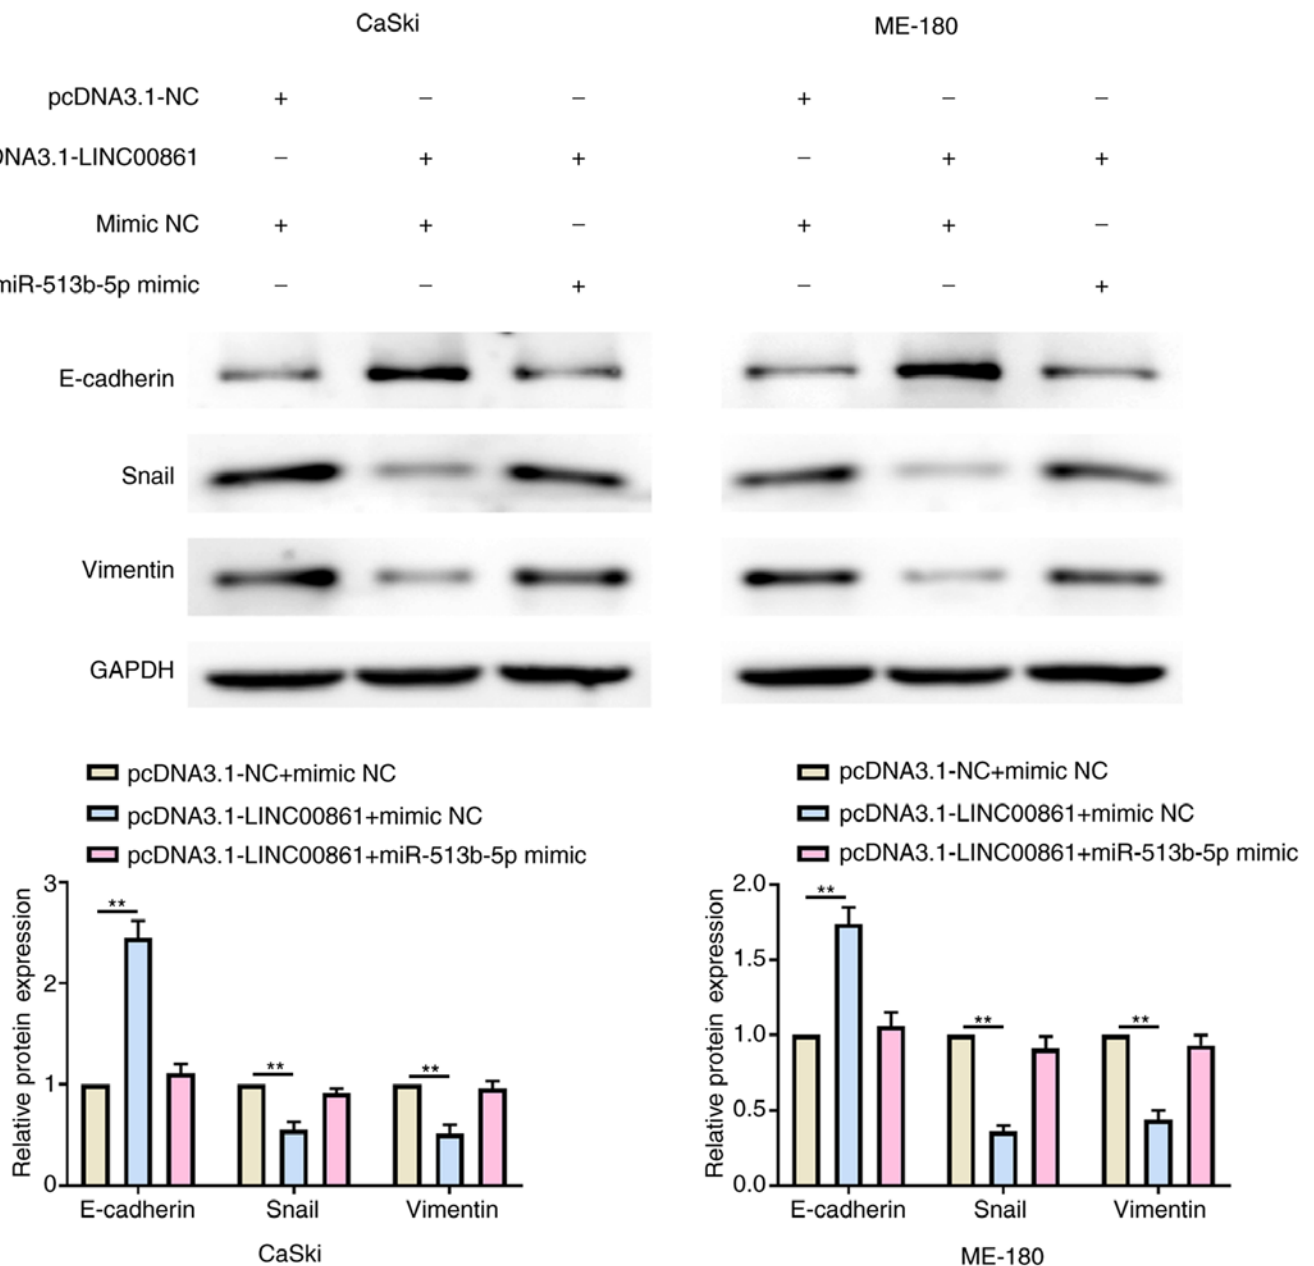 CaSki
ME-180
pcDNA3.1-NC + − − + − −
DNA3.1-LINC00861 − + + − + +
Mimic NC + + − + + −
miR-513b-5p mimic − − + − − +
E-cadherin
Snail
Vimentin
GAPDH
pcDNA3.1-NC+mimic NC
pcDNA3.1-LINC00861+mimic NC
pcDNA3.1-LINC00861+miR-513b-5p mimic
Relative protein expression
3
2
1
0
**
**
**
E-cadherin Snail Vimentin
CaSki
pcDNA3.1-NC+mimic NC
pcDNA3.1-LINC00861+mimic NC
pcDNA3.1-LINC00861+miR-513b-5p mimic
Relative protein expression
2.0
1.5
1.0
0.5
0.0
**
**
**
E-cadherin Snail Vimentin
ME-180